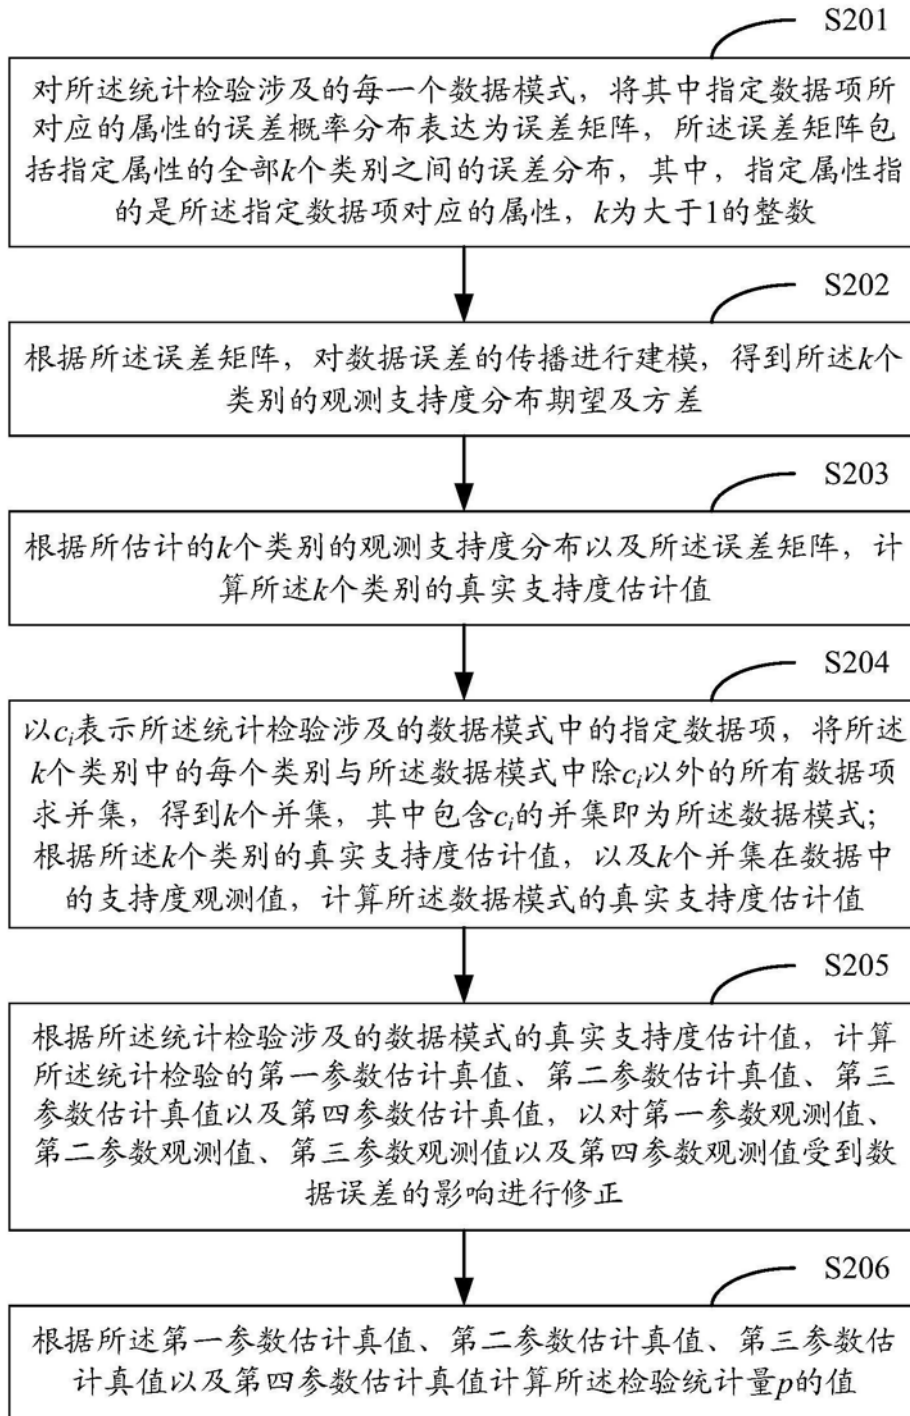 S201
对所述统计检验涉及的每一个数据模式，将其中指定数据项所
对应的属性的误差概率分布表达为误差矩阵，所述误差矩阵包
括指定属性的全部k个类别之间的误差分布，其中，指定属性指
的是所述指定数据项对应的属性，k为大于1的整数
S202
根据所述误差矩阵，对数据误差的传播进行建模，得到所述k个
类别的观测支持度分布期望及方差
S203
根据所估计的k个类别的观测支持度分布以及所述误差矩阵，计
算所述k个类别的真实支持度估计值
S204
以cᵢ表示所述统计检验涉及的数据模式中的指定数据项，将所述
k个类别中的每个类别与所述数据模式中除cᵢ以外的所有数据项
求并集，得到k个并集，其中包含cᵢ的并集即为所述数据模式；
根据所述k个类别的真实支持度估计值，以及k个并集在数据中
的支持度观测值，计算所述数据模式的真实支持度估计值
S205
根据所述统计检验涉及的数据模式的真实支持度估计值，计算
所述统计检验的第一参数估计真值、第二参数估计真值、第三
参数估计真值以及第四参数估计真值，以对第一参数观测值、
第二参数观测值、第三参数观测值以及第四参数观测值受到数
据误差的影响进行修正
S206
根据所述第一参数估计真值、第二参数估计真值、第三参数估
计真值以及第四参数估计真值计算所述检验统计量p的值